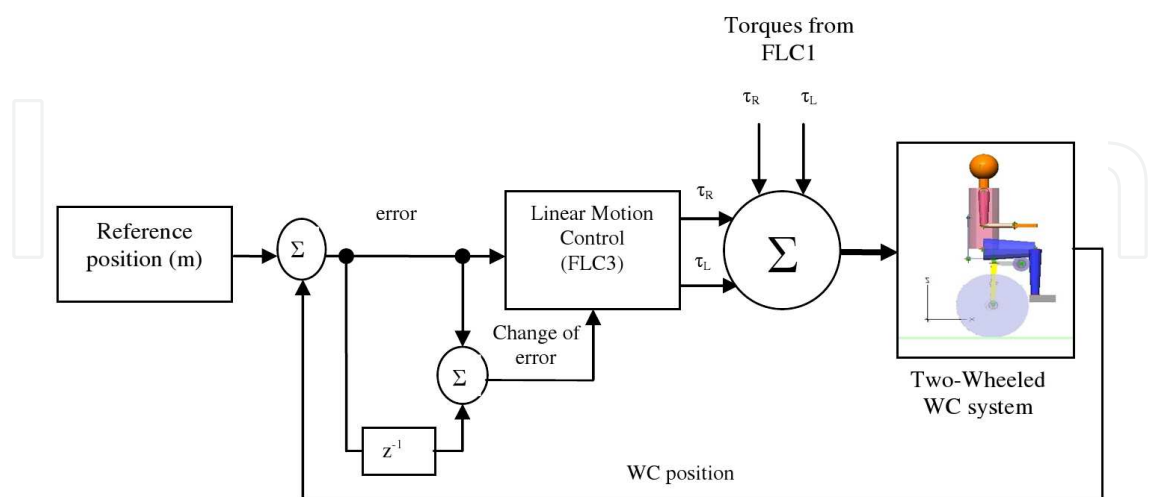 Torques from
FLC1
τR
τL
Reference
position (m)
Σ
error
Linear Motion
Control
(FLC3)
τR
τL
Σ
Change of
error
Σ
z-1
Two-Wheeled
WC system
WC position